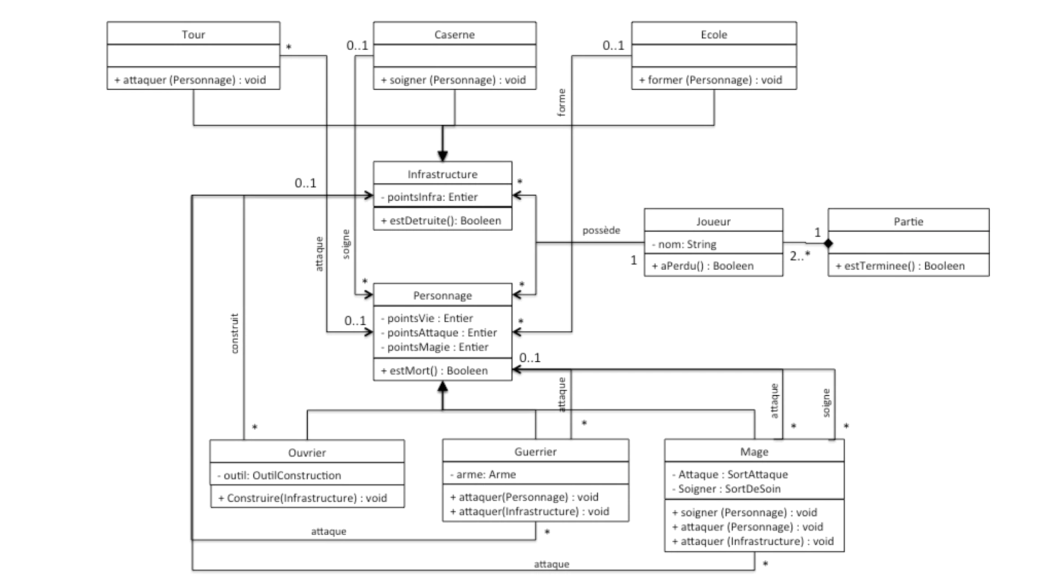 Tour
+ attaquer (Personnage) : void
*
Caserne
+ soigner (Personnage) : void
0..1
Ecole
+ former (Personnage) : void
0..1
forme
Infrastructure
- pointsInfra: Entier
+ estDetruite(): Booleen
0..1
*
possède
Joueur
- nom: String
+ aPerdu() : Booleen
1
2..*
1
Partie
+ estTerminee() : Booleen
attaque
soigne
*
*
Personnage
- pointsVie : Entier
- pointsAttaque : Entier
- pointsMagie : Entier
+ estMort() : Booleen
0..1
*
0..1
construit
attaque
attaque
soigne
*
*
*
*
Ouvrier
- outil: OutilConstruction
+ Construire(Infrastructure) : void
Guerrier
- arme: Arme
+ attaquer(Personnage) : void
+ attaquer(Infrastructure) : void
Mage
- Attaque : SortAttaque
- Soigner : SortDeSoin
+ soigner (Personnage) : void
+ attaquer (Personnage) : void
+ attaquer (Infrastructure) : void
attaque
*
attaque
*